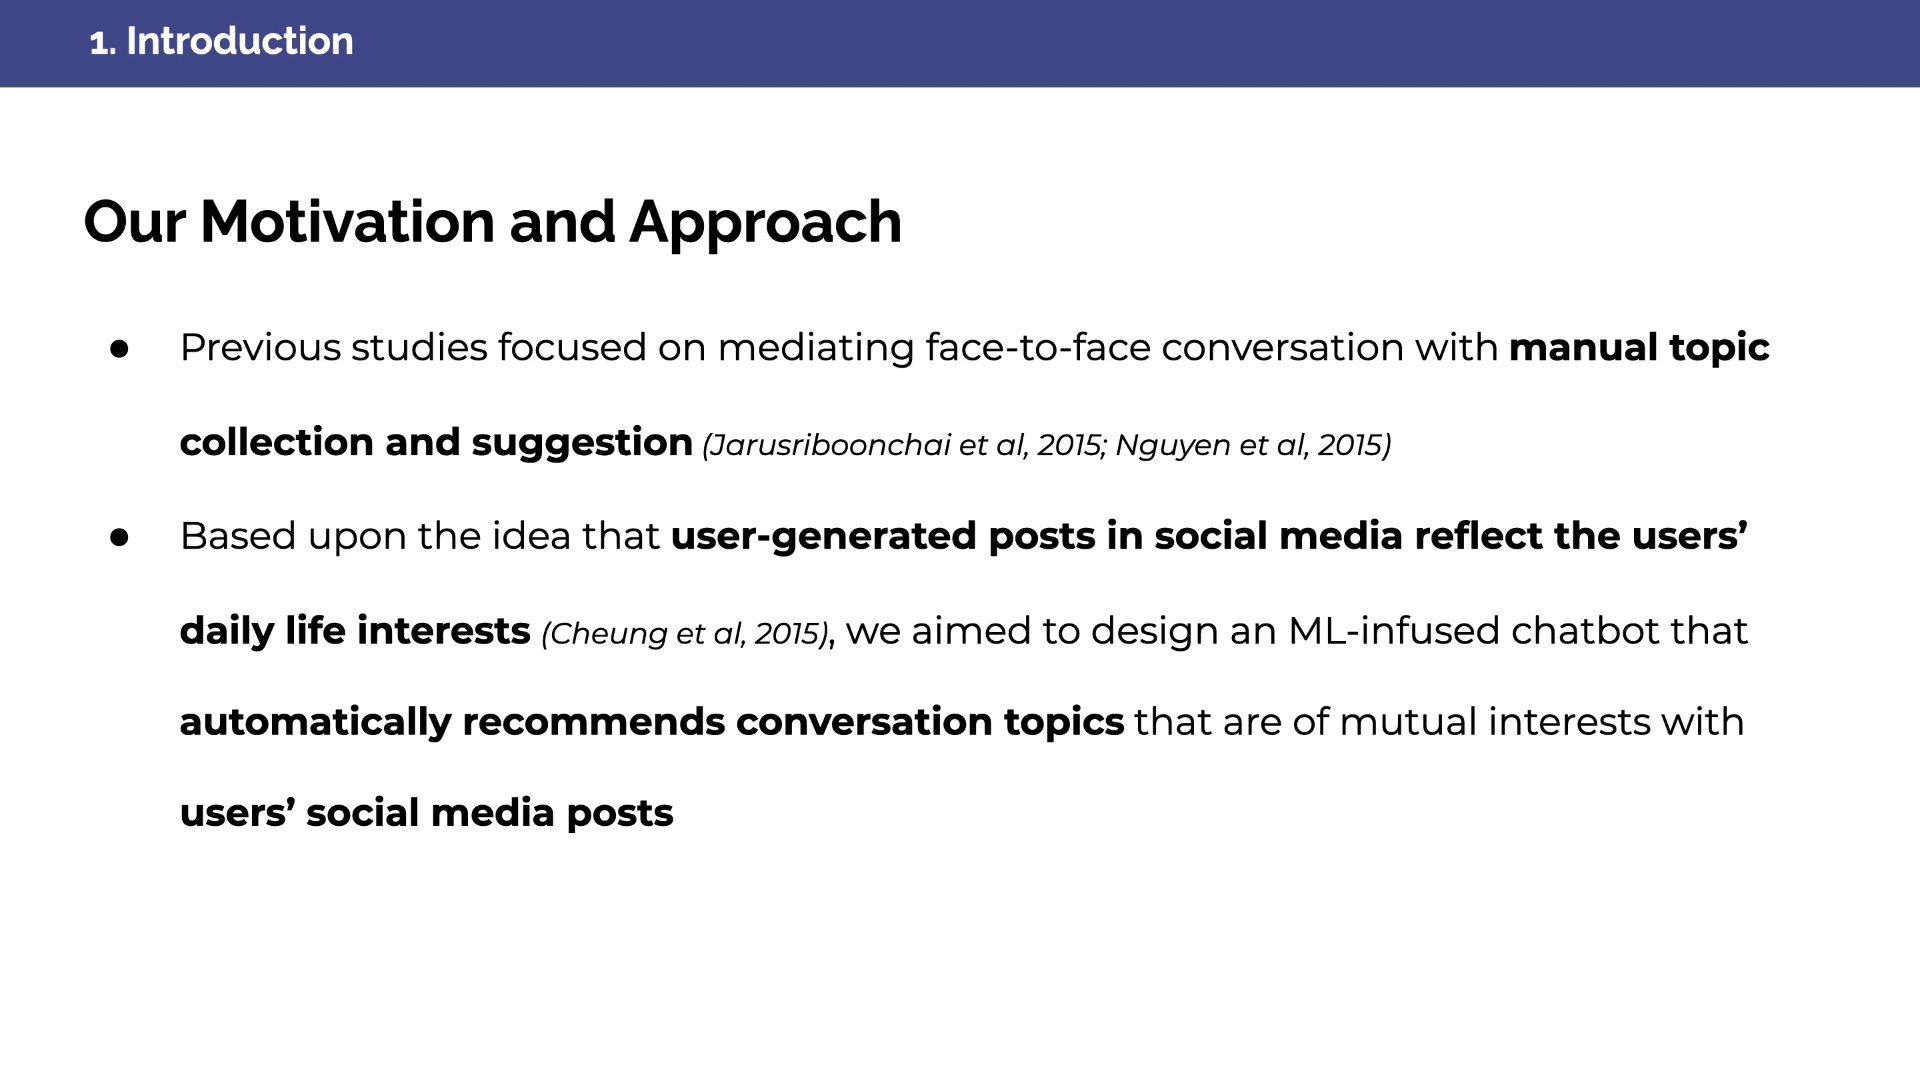 1. Introduction
Our Motivation and Approach
● Previous studies focused on mediating face-to-face conversation with manual topic
collection and suggestion (Jarusriboonchai et al, 2015; Nguyen et al, 2015)
● Based upon the idea that user-generated posts in social media reflect the users’
daily life interests (Cheung et al, 2015), we aimed to design an ML-infused chatbot that
automatically recommends conversation topics that are of mutual interests with
users’ social media posts